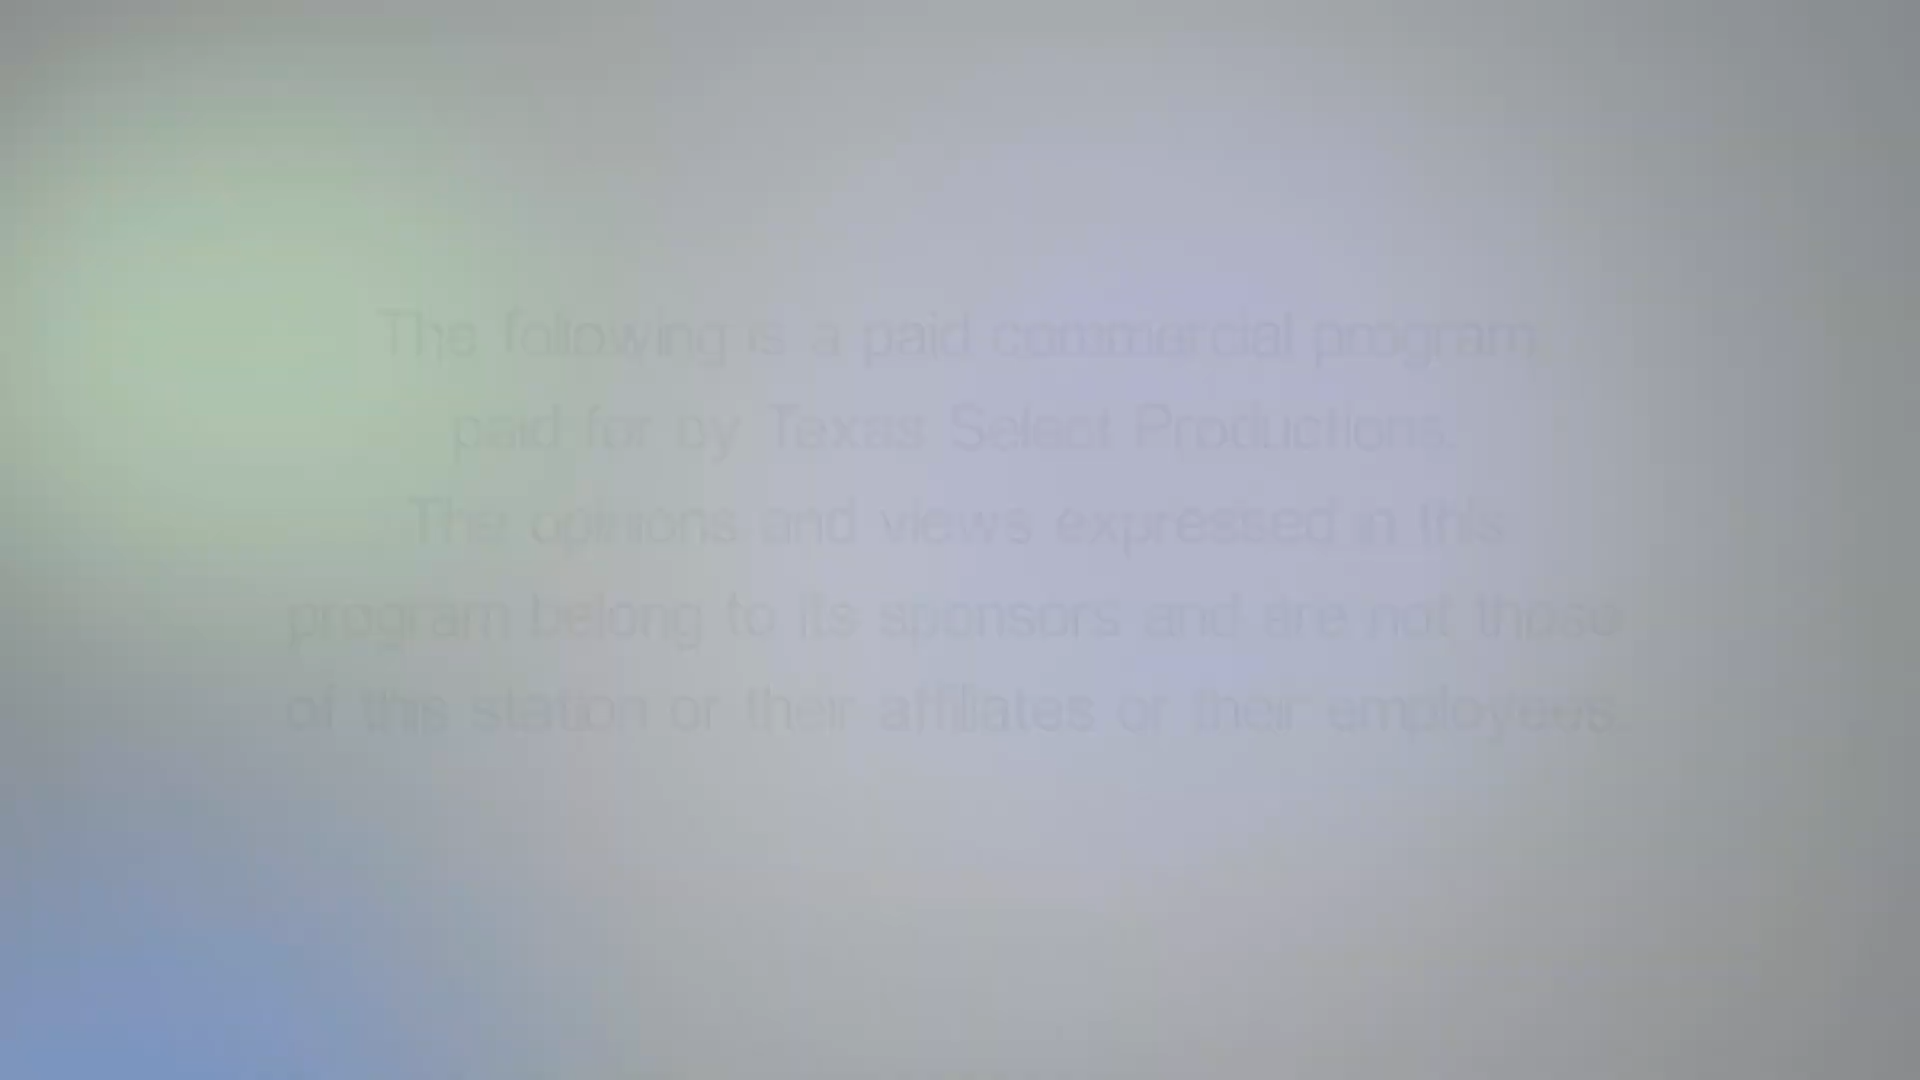 The following is a paid commercial program,
paid for by Texas Select Productions.
The opinions and views expressed in this
program belong to its sponsors and are not those
of this station or their affiliates or their employees.